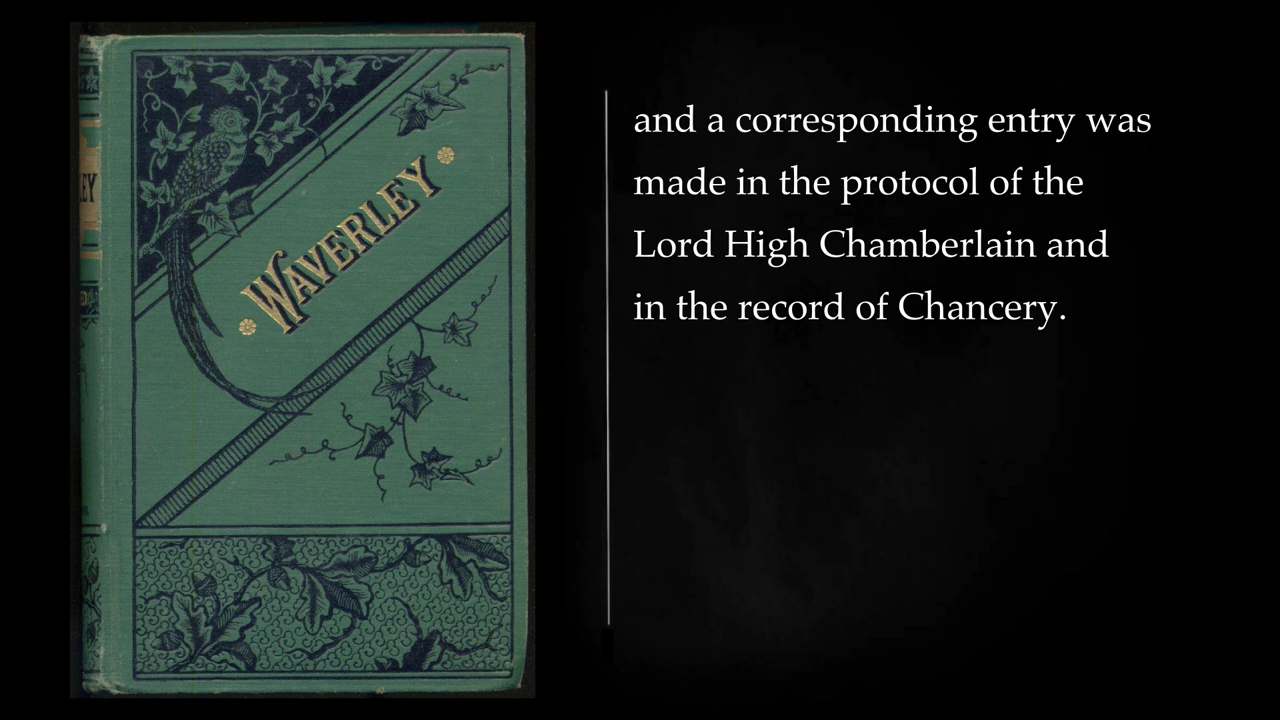 WAVERLEY
EY
and a corresponding entry was
made in the protocol of the
Lord High Chamberlain and
in the record of Chancery.